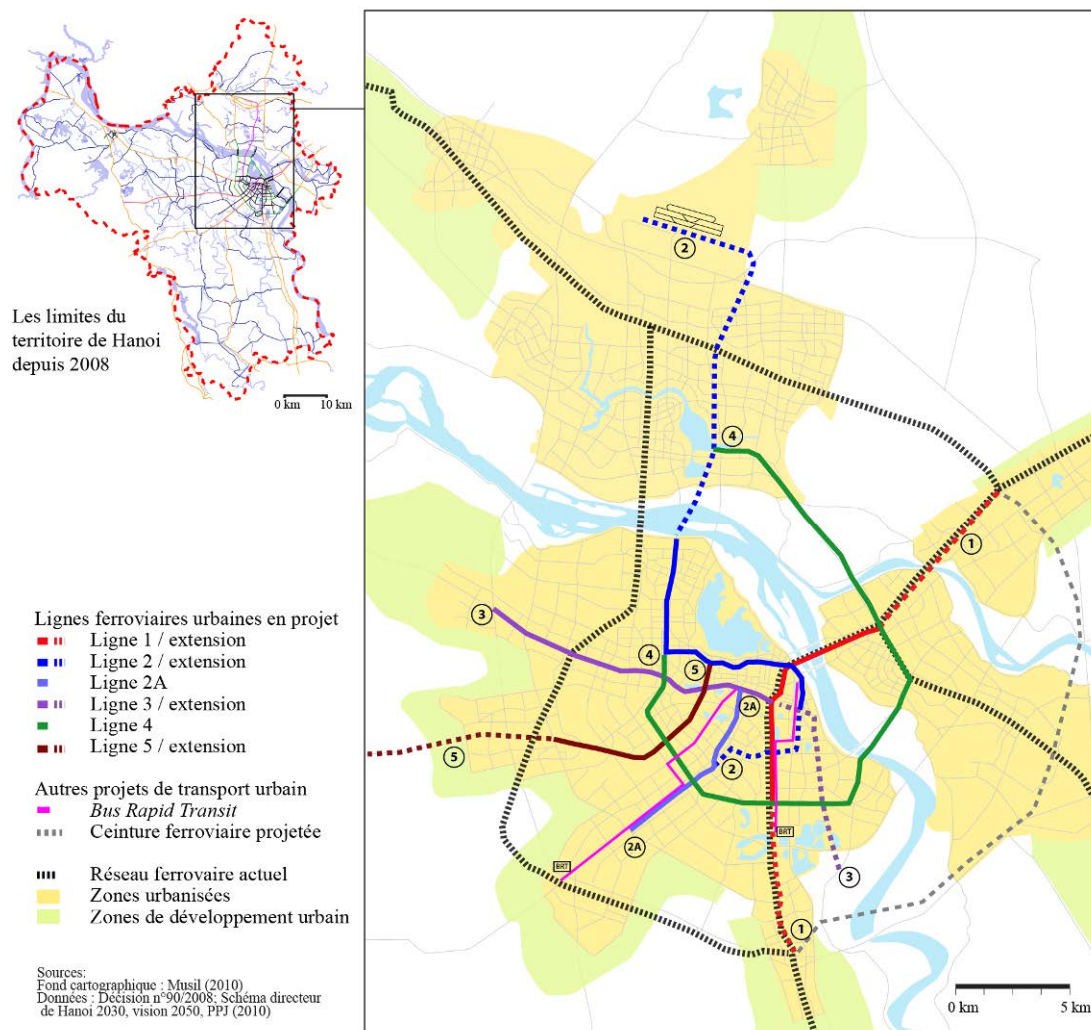 Les limites du
territoire de Hanoi
depuis 2008
0 km 10 km
Lignes ferroviaires urbaines en projet
Ligne 1 / extension
Ligne 2 / extension
Ligne 2A
Ligne 3 / extension
Ligne 4
Ligne 5 / extension
Autres projets de transport urbain
Bus Rapid Transit
Ceinture ferroviaire projetée
Réseau ferrovaire actuel
Zones urbanisées
Zones de développement urbain
Sources:
Fond cartographique : Musil (2010)
Données : Décision n°90/2008; Schéma directeur
de Hanoi 2030, vision 2050, PPJ (2010)
2
4
1
3
4
5
2A
5
2
2A
BRT
BRT
3
1
0 km 5 km